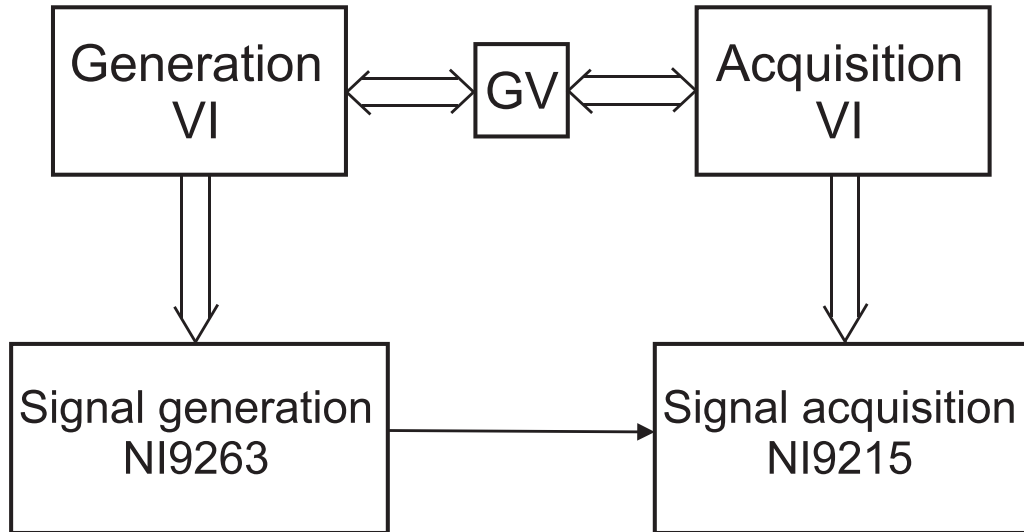 Generation
VI
GV
Acquisition
VI
Signal generation
NI9263
Signal acquisition
NI9215